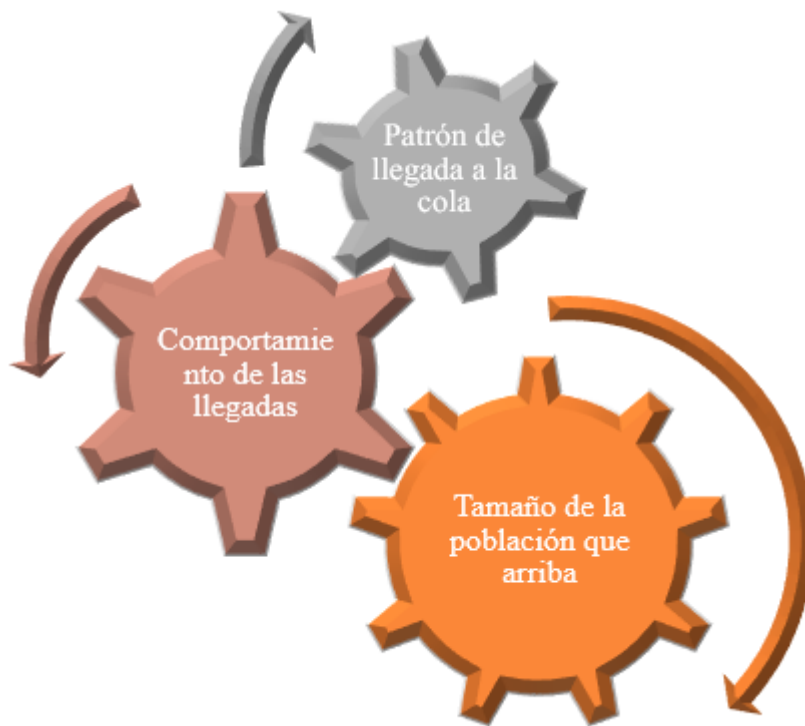 Patrón de
llegada a la
cola
Comportamie
nto de las
llegadas
Tamaño de la
población que
arriba